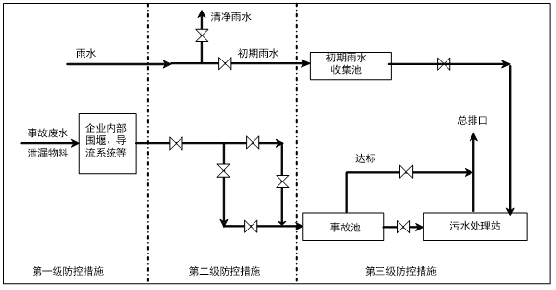 清净雨水
雨水
初期雨水
初期雨水
收集池
总排口
事故废水
泄漏物料
企业内部
围堰、导
流系统等
达标
事故池
污水处理站
第一级防控措施
第二级防控措施
第三级防控措施